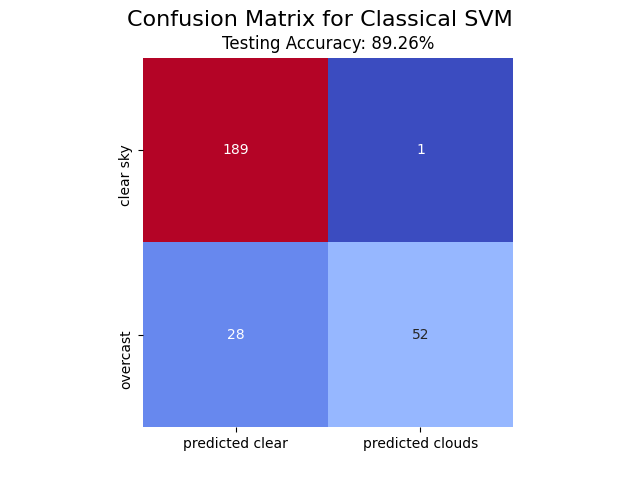 Confusion Matrix for Classical SVM
Testing Accuracy: 89.26%
clear sky
189
1
overcast
28
52
predicted clear
predicted clouds